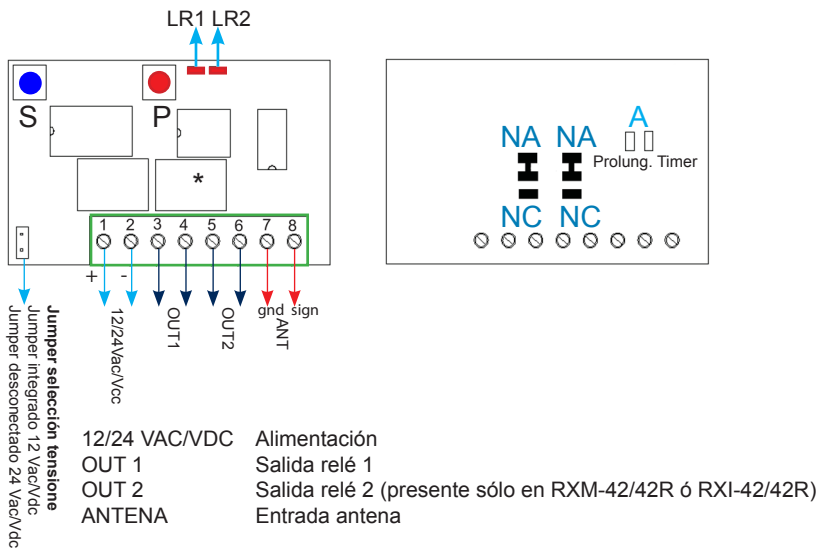 LR1 LR2
S
P
*
1 2 3 4 5 6 7 8
+ -
12/24Vac/Vcc
OUT1
OUT2
gnd sign
ANT
Jumper selección tensione
Jumper integrado 12 Vac/Vdc
Jumper desconectado 24 Vac/Vdc
NA NA
NC NC
A
Prolung. Timer
12/24 VAC/VDC Alimentación
OUT 1 Salida relé 1
OUT 2 Salida relé 2 (presente sólo en RXM-42/42R ó RXI-42/42R)
ANTENA Entrada antena